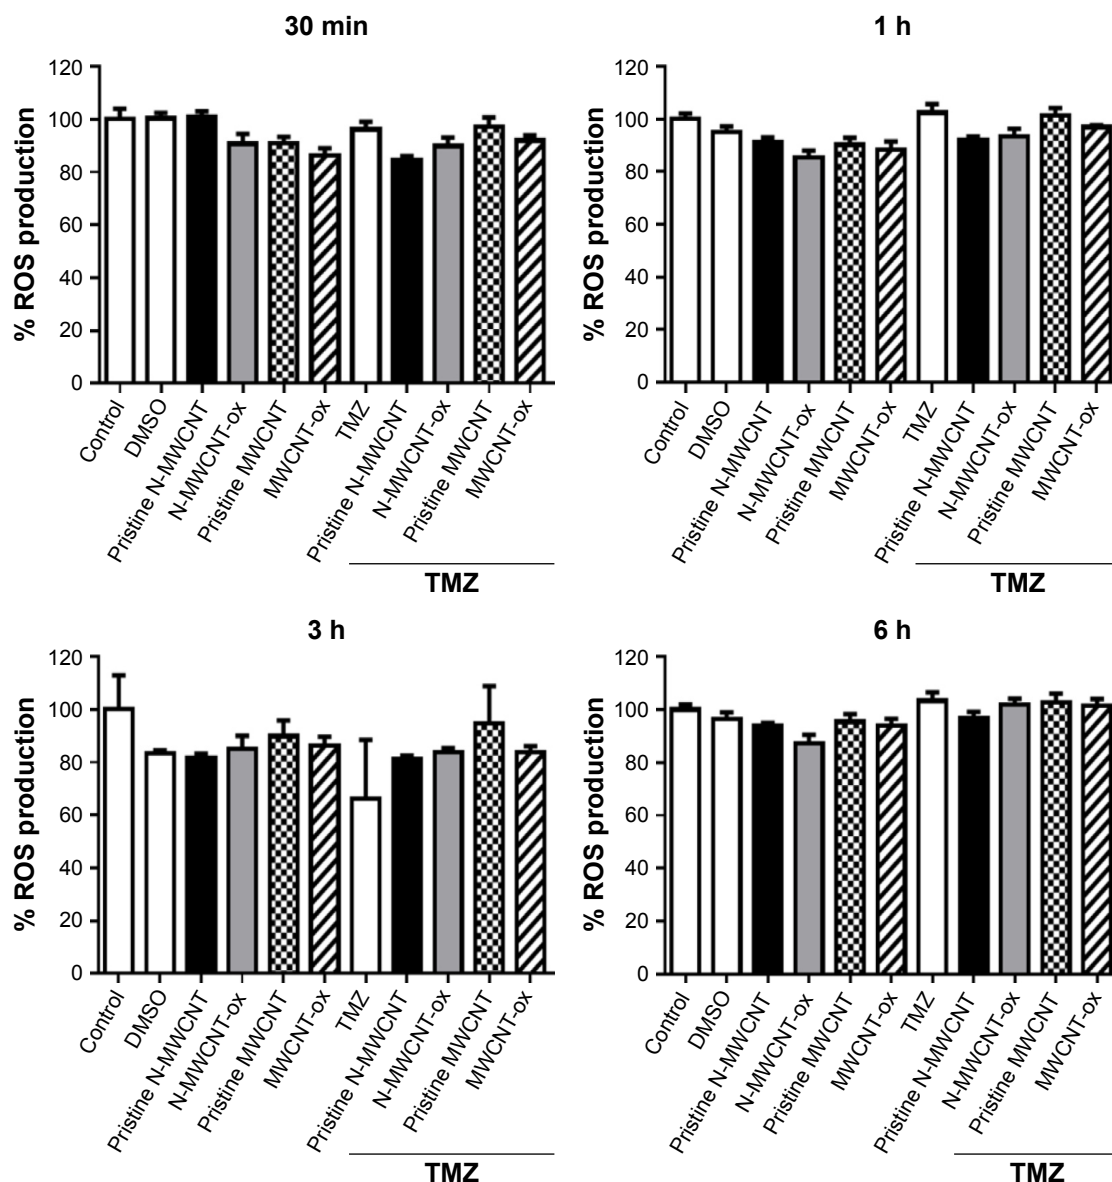 30 min
% ROS production
120
100
80
60
40
20
0
Control
DMSO
Pristine N-MWCNT
N-MWCNT-ox
Pristine MWCNT
MWCNT-ox
TMZ
Pristine N-MWCNT
N-MWCNT-ox
Pristine MWCNT
MWCNT-ox
TMZ
1 h
% ROS production
120
100
80
60
40
20
0
Control
DMSO
Pristine N-MWCNT
N-MWCNT-ox
Pristine MWCNT
MWCNT-ox
TMZ
Pristine N-MWCNT
N-MWCNT-ox
Pristine MWCNT
MWCNT-ox
TMZ
3 h
% ROS production
120
100
80
60
40
20
0
Control
DMSO
Pristine N-MWCNT
N-MWCNT-ox
Pristine MWCNT
MWCNT-ox
TMZ
Pristine N-MWCNT
N-MWCNT-ox
Pristine MWCNT
MWCNT-ox
TMZ
6 h
% ROS production
120
100
80
60
40
20
0
Control
DMSO
Pristine N-MWCNT
N-MWCNT-ox
Pristine MWCNT
MWCNT-ox
TMZ
Pristine N-MWCNT
N-MWCNT-ox
Pristine MWCNT
MWCNT-ox
TMZ